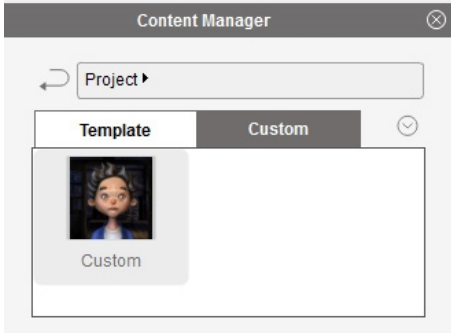 Content Manager
Project
Template Custom
Custom